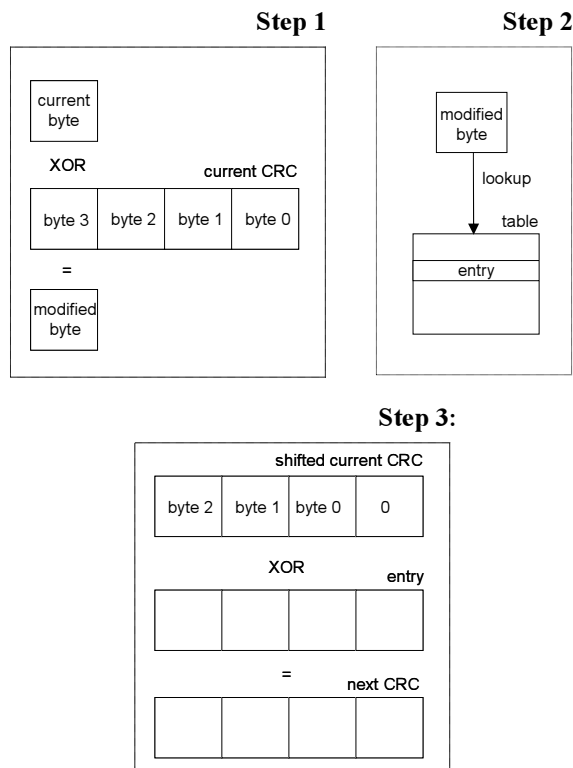 Step 1
current
byte
XOR
current CRC
byte 3 byte 2 byte 1 byte 0
=
modified
byte
Step 2
modified
byte
lookup
table
entry
Step 3:
shifted current CRC
byte 2 byte 1 byte 0 0
XOR
entry
=
next CRC